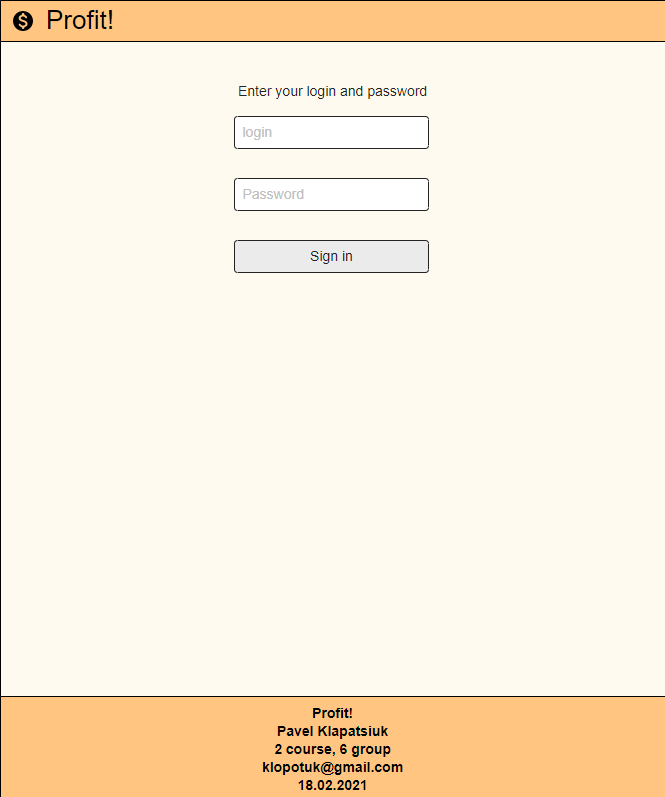 Profit!
Enter your login and password
login
Password
Sign in
Profit!
Pavel Klapatsiuk
2 course, 6 group
klopotuk@gmail.com
18.02.2021